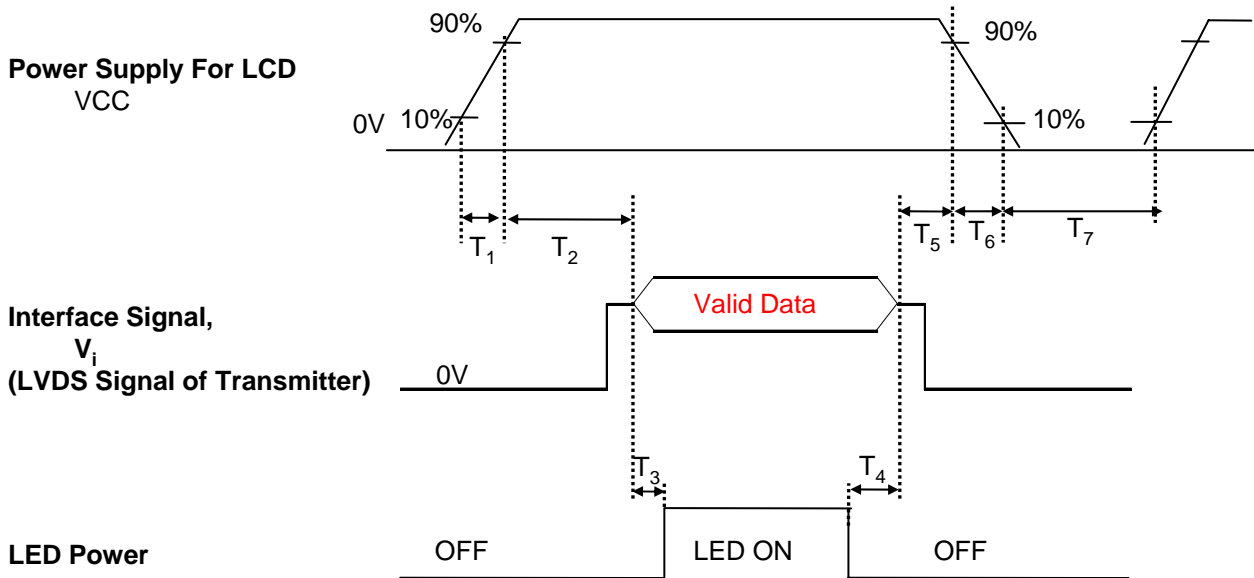 90%
90%
Power Supply For LCD
VCC
0V
10%
10%
T1
T2
T5
T6
T7
Valid Data
Interface Signal,
Vi
(LVDS Signal of Transmitter)
0V
T3
T4
LED Power
OFF
LED ON
OFF